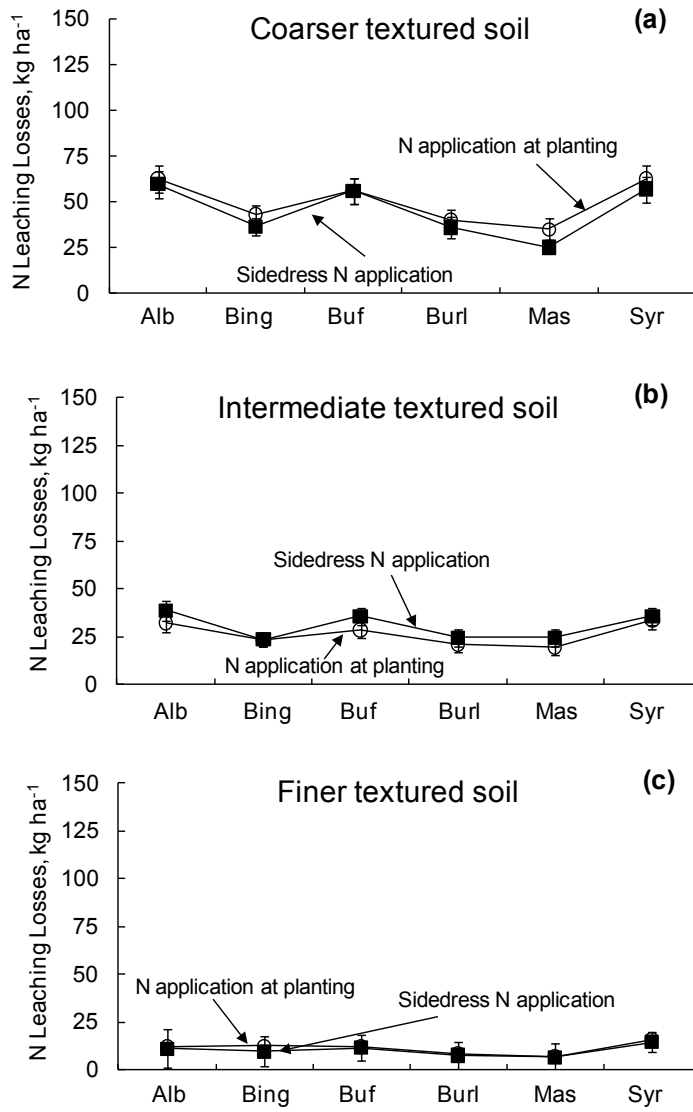 (a)
Coarser textured soil
N Leaching Losses, kg ha⁻¹
150
125
100
75
50
25
0
N application at planting
Sidedress N application
Alb Bing Buf Burl Mas Syr
(b)
Intermediate textured soil
N Leaching Losses, kg ha⁻¹
150
125
100
75
50
25
0
Sidedress N application
N application at planting
Alb Bing Buf Burl Mas Syr
(c)
Finer textured soil
N Leaching Losses, kg ha⁻¹
150
125
100
75
50
25
0
N application at planting
Sidedress N application
Alb Bing Buf Burl Mas Syr